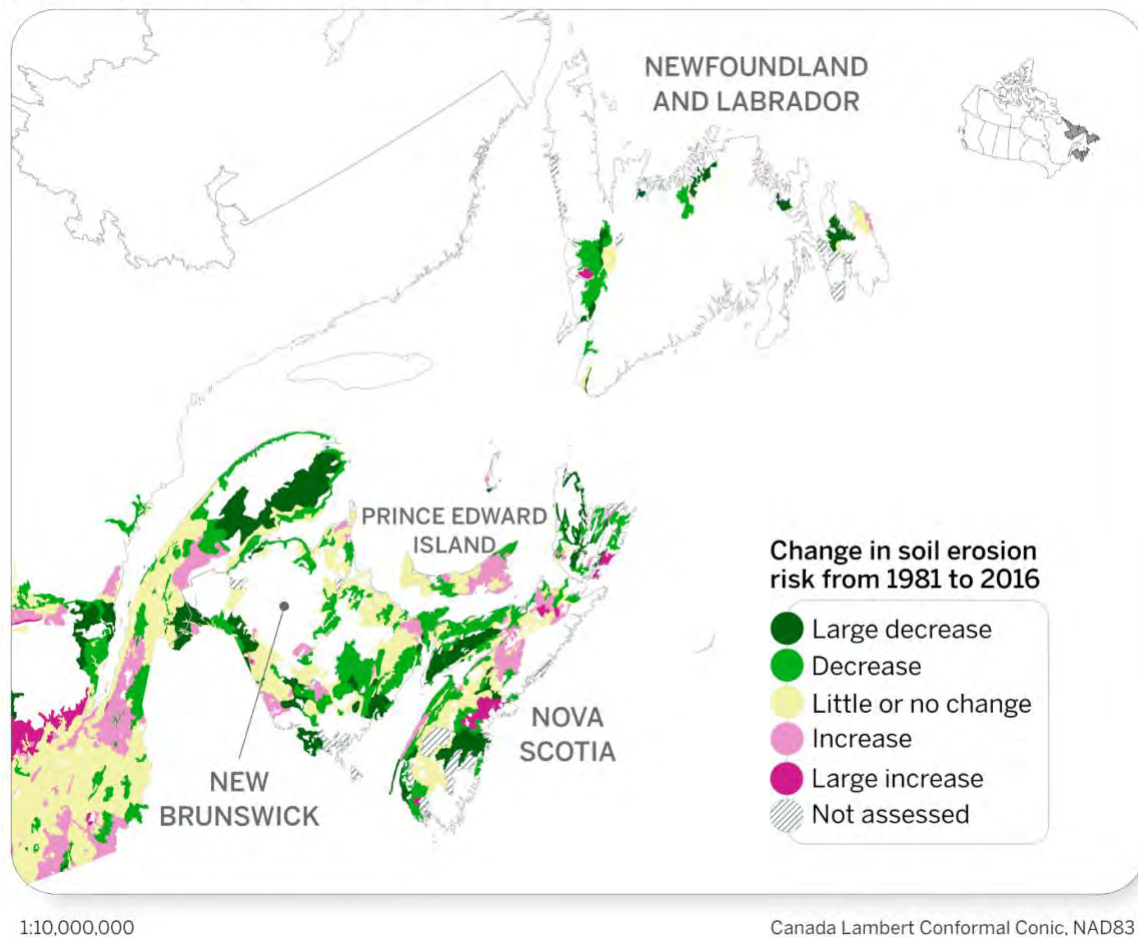 NEWFOUNDLAND
AND LABRADOR
PRINCE EDWARD
ISLAND
NOVA
SCOTIA
NEW
BRUNSWICK
Change in soil erosion
risk from 1981 to 2016
Large decrease
Decrease
Little or no change
Increase
Large increase
Not assessed
1:10,000,000
Canada Lambert Conformal Conic, NAD83